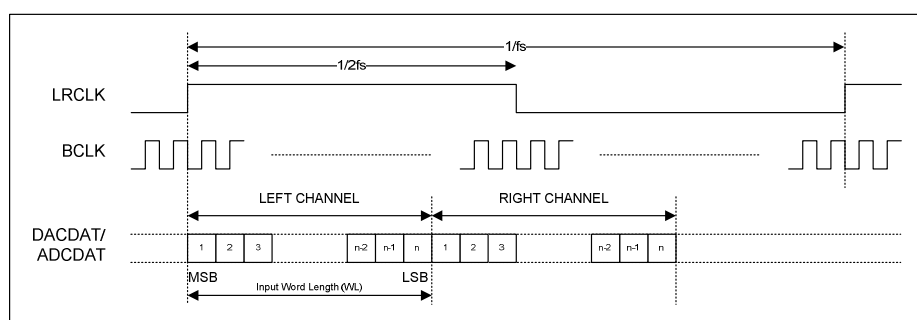 1/fs
1/2fs
LRCLK
BCLK
LEFT CHANNEL RIGHT CHANNEL
DACDAT/
ADCDAT
1 2 3 n-2 n-1 n 1 2 3 n-2 n-1 n
MSB LSB
Input Word Length (WL)